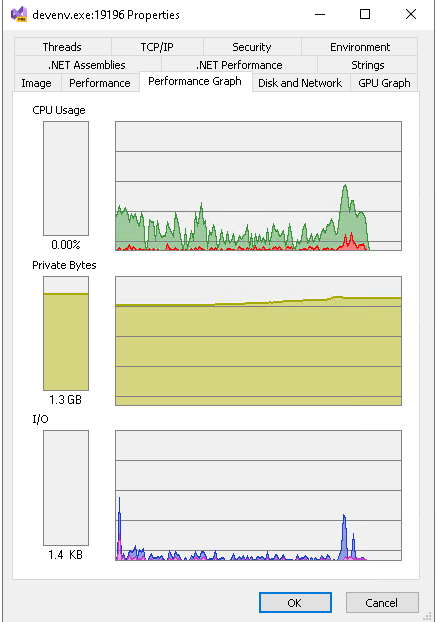 devenv.exe:19196 Properties
Threads TCP/IP Security Environment
.NET Assemblies .NET Performance Strings
Image Performance Performance Graph Disk and Network GPU Graph
CPU Usage
0.00%
Private Bytes
1.3 GB
I/O
1.4 KB
OK Cancel